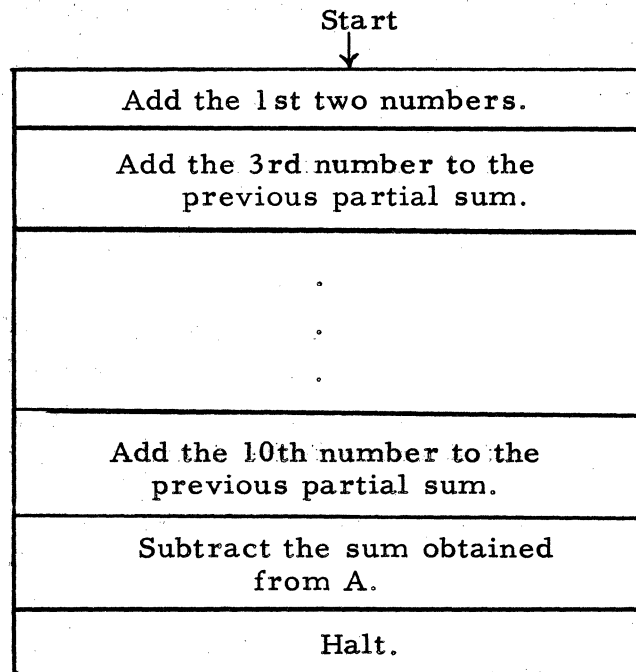 Start
Add the 1st two numbers.
Add the 3rd number to the
previous partial sum.
.
.
.
Add the 10th number to the
previous partial sum.
Subtract the sum obtained
from A.
Halt.